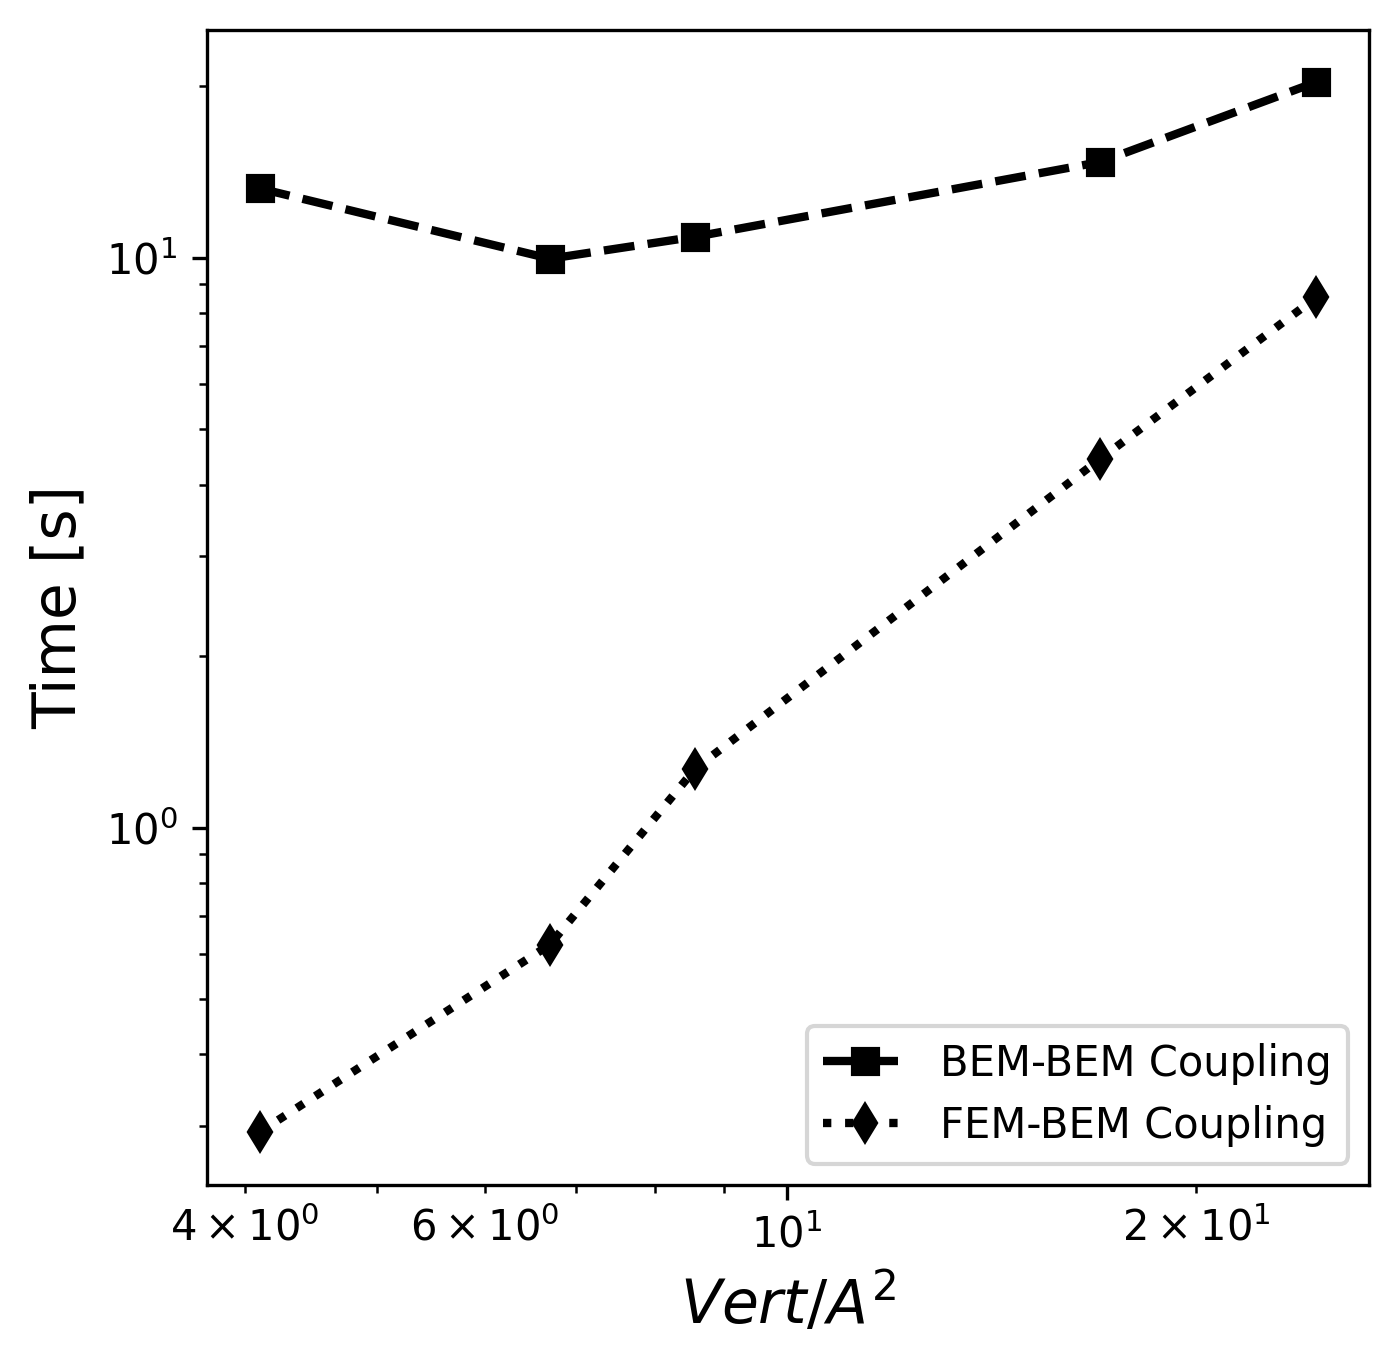 Time [s]
10¹
10⁰
4 × 10⁰
6 × 10⁰
10¹
2 × 10¹
Vert/A²
BEM-BEM Coupling
FEM-BEM Coupling